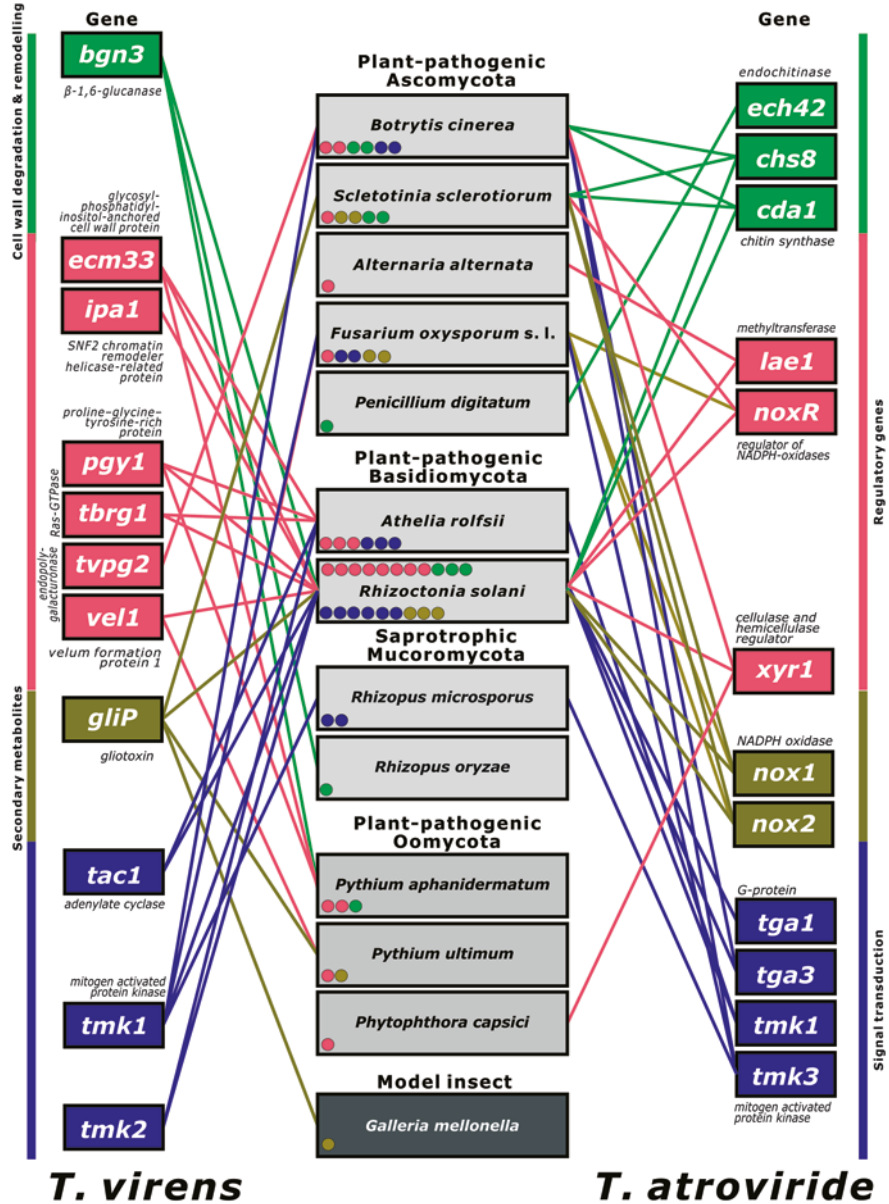 Gene
Cell wall degradation & remodelling
bgn3
β-1,6-glucanase
glycosyl-
phosphatidyl-
inositol-anchored
cell wall protein
ecm33
ipa1
SNF2 chromatin
remodeler
helicase-related
protein
proline–glycine–
tyrosine-rich
protein
pgy1
Ras-GTPase
tbrg1
endopoly-
galacturonase
tvpg2
vel1
velum formation
protein 1
Secondary metabolites
gliP
gliotoxin
tac1
adenylate cyclase
mitogen activated
protein kinase
tmk1
tmk2
T. virens
Plant-pathogenic
Ascomycota
Botrytis cinerea
Scletotinia sclerotiorum
Alternaria alternata
Fusarium oxysporum s. l.
Penicillium digitatum
Plant-pathogenic
Basidiomycota
Athelia rolfsii
Rhizoctonia solani
Saprotrophic
Mucoromycota
Rhizopus microsporus
Rhizopus oryzae
Plant-pathogenic
Oomycota
Pythium aphanidermatum
Pythium ultimum
Phytophthora capsici
Model insect
Galleria mellonella
Gene
endochitinase
ech42
chs8
cda1
chitin synthase
methyltransferase
lae1
noxR
regulator of
NADPH-oxidases
Regulatory genes
cellulase and
hemicellulase
regulator
xyr1
NADPH oxidase
nox1
nox2
G-protein
tga1
tga3
tmk1
tmk3
mitogen activated
protein kinase
Signal transduction
T. atroviride